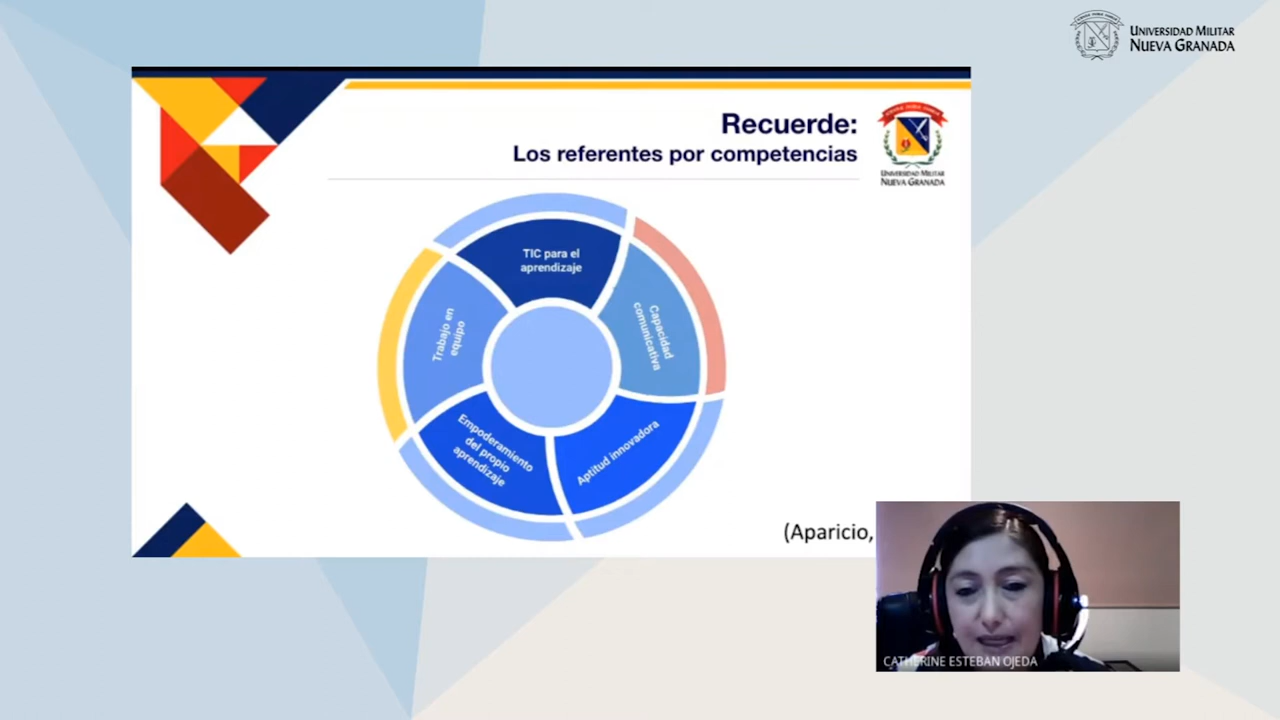 UNIVERSIDAD MILITAR
NUEVA GRANADA
Recuerde:
Los referentes por competencias
UNIVERSIDAD MILITAR
NUEVA GRANADA
TIC para el
aprendizaje
Capacidad
comunicativa
Aptitud innovadora
Empoderamiento
del propio
aprendizaje
Trabajo en
equipo
(Aparicio,
CATHERINE ESTEBAN OJEDA